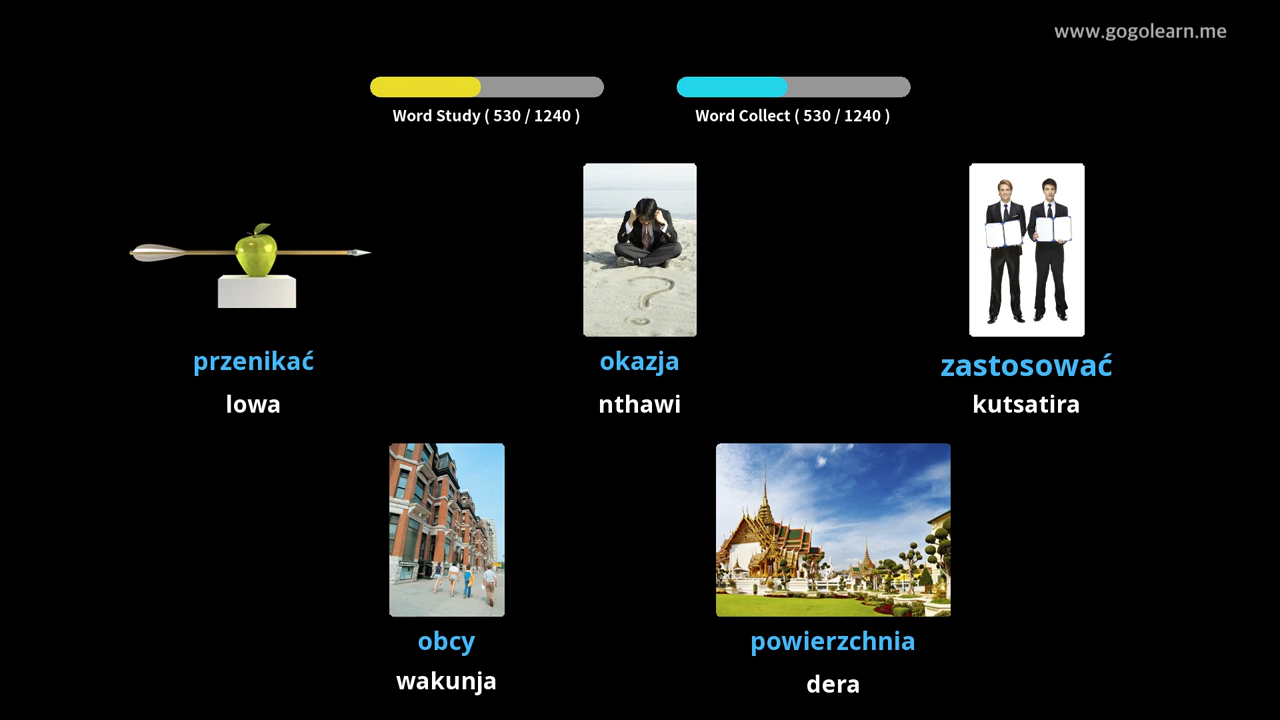 www.gogolearn.me
Word Study ( 530 / 1240 )
Word Collect ( 530 / 1240 )
przenikać
lowa
okazja
nthawi
zastosować
kutsatira
obcy
wakunja
powierzchnia
dera